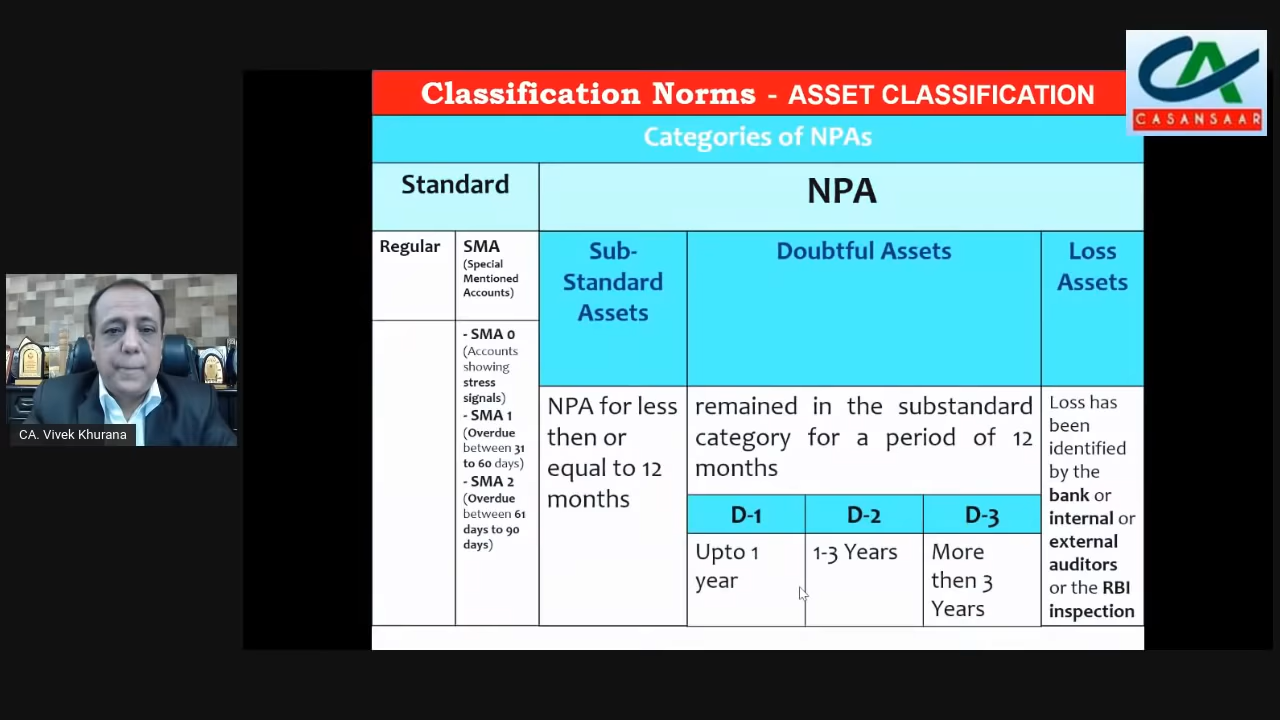 Classification Norms - ASSET CLASSIFICATION
CASANSAAR
Categories of NPAs
Standard
NPA
Regular
SMA
(Special
Mentioned
Accounts)
Sub-
Standard
Assets
Doubtful Assets
Loss
Assets
- SMA 0
(Accounts
showing
stress
signals)
- SMA 1
(Overdue
between 31
to 60 days)
- SMA 2
(Overdue
between 61
days to 90
days)
NPA for less
then or
equal to 12
months
remained in the substandard
category for a period of 12
months
D-1
D-2
D-3
Upto 1
year
1-3 Years
More
then 3
Years
Loss has
been
identified
by the
bank or
internal or
external
auditors
or the RBI
inspection
CA. Vivek Khurana